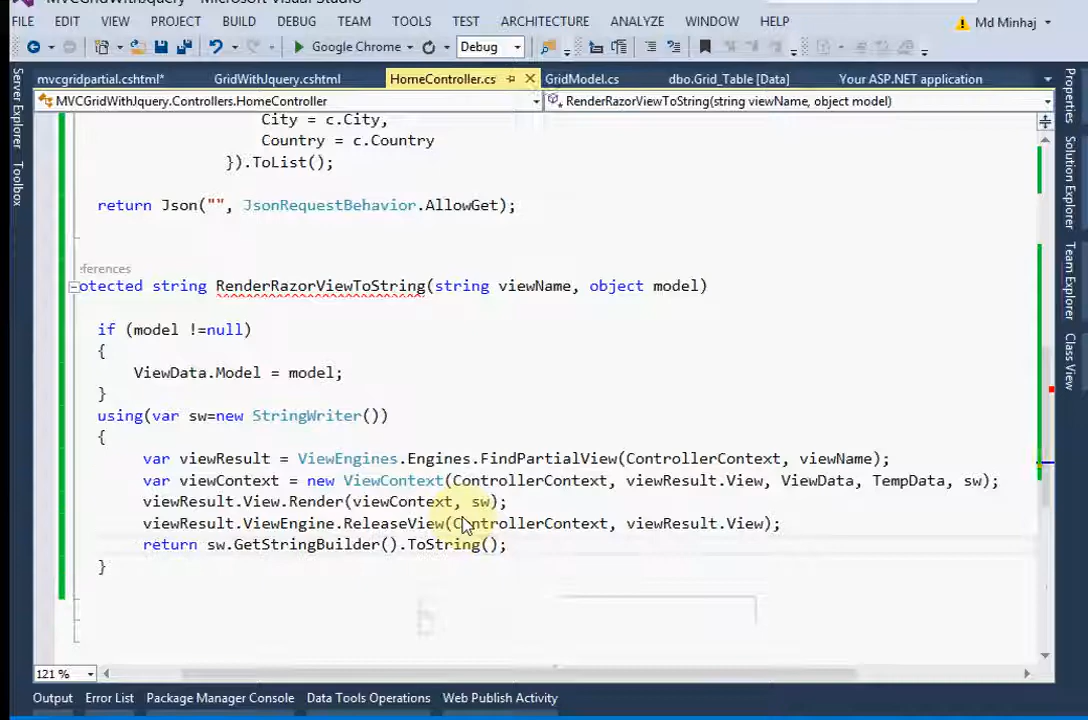 FILE EDIT VIEW PROJECT BUILD DEBUG TEAM TOOLS TEST ARCHITECTURE ANALYZE WINDOW HELP Md Minhaj
Google Chrome Debug
mvcgridpartial.cshtml* GridWithJquery.cshtml HomeController.cs GridModel.cs dbo.Grid_Table [Data] Your ASP.NET application
MVCGridWithJquery.Controllers.HomeController RenderRazorViewToString(string viewName, object model)
City = c.City,
Country = c.Country
}).ToList();
return Json("", JsonRequestBehavior.AllowGet);
eferences
otected string RenderRazorViewToString(string viewName, object model)
if (model !=null)
{
ViewData.Model = model;
}
using(var sw=new StringWriter())
{
var viewResult = ViewEngines.Engines.FindPartialView(ControllerContext, viewName);
var viewContext = new ViewContext(ControllerContext, viewResult.View, ViewData, TempData, sw);
viewResult.View.Render(viewContext, sw);
viewResult.ViewEngine.ReleaseView(ControllerContext, viewResult.View);
return sw.GetStringBuilder().ToString();
}
121 %
Output Error List Package Manager Console Data Tools Operations Web Publish Activity
Server Explorer
Toolbox
Properties
Solution Explorer
Team Explorer
Class View